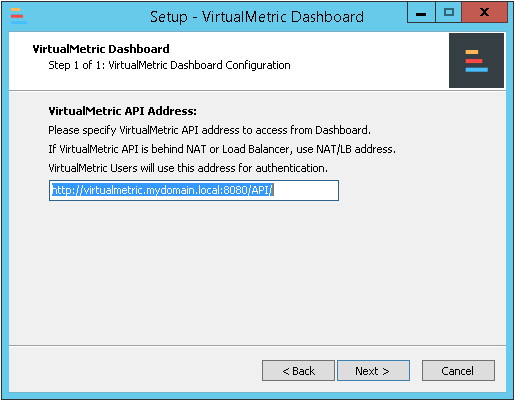 Setup - VirtualMetric Dashboard
VirtualMetric Dashboard
Step 1 of 1: VirtualMetric Dashboard Configuration
VirtualMetric API Address:
Please specify VirtualMetric API address to access from Dashboard.
If VirtualMetric API is behind NAT or Load Balancer, use NAT/LB address.
VirtualMetric Users will use this address for authentication.
http://virtualmetric.mydomain.local:8080/API/
< Back
Next >
Cancel